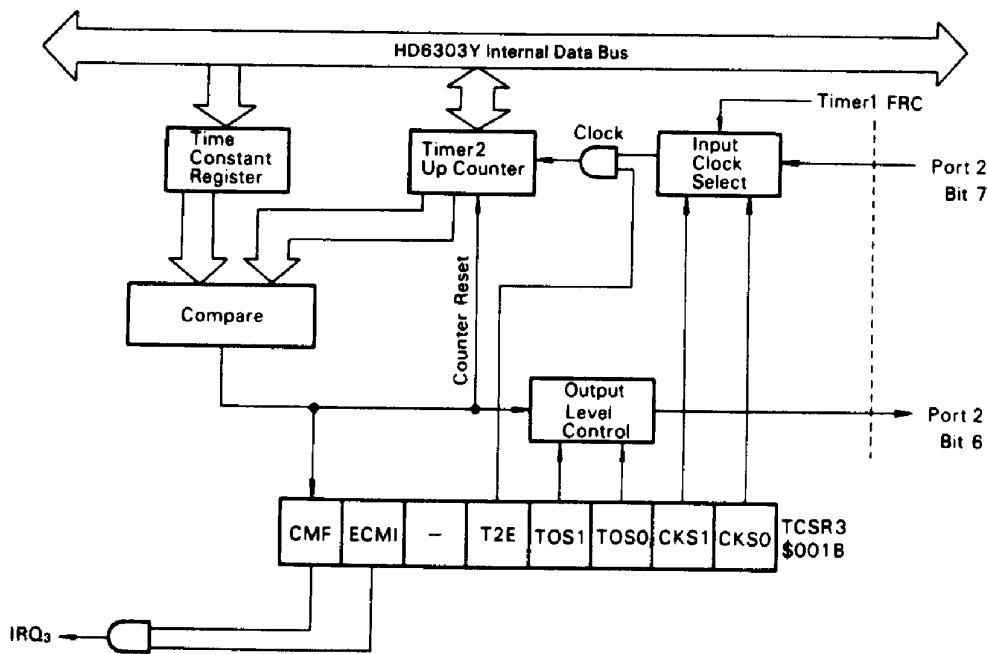 HD6303Y Internal Data Bus
Timer1 FRC
Time
Constant
Register
Timer2
Up Counter
Clock
Input
Clock
Select
Port 2
Bit 7
Compare
Counter Reset
Output
Level
Control
Port 2
Bit 6
CMF ECMI — T2E TOS1 TOS0 CKS1 CKS0
TCSR3
$001B
IRQ₃